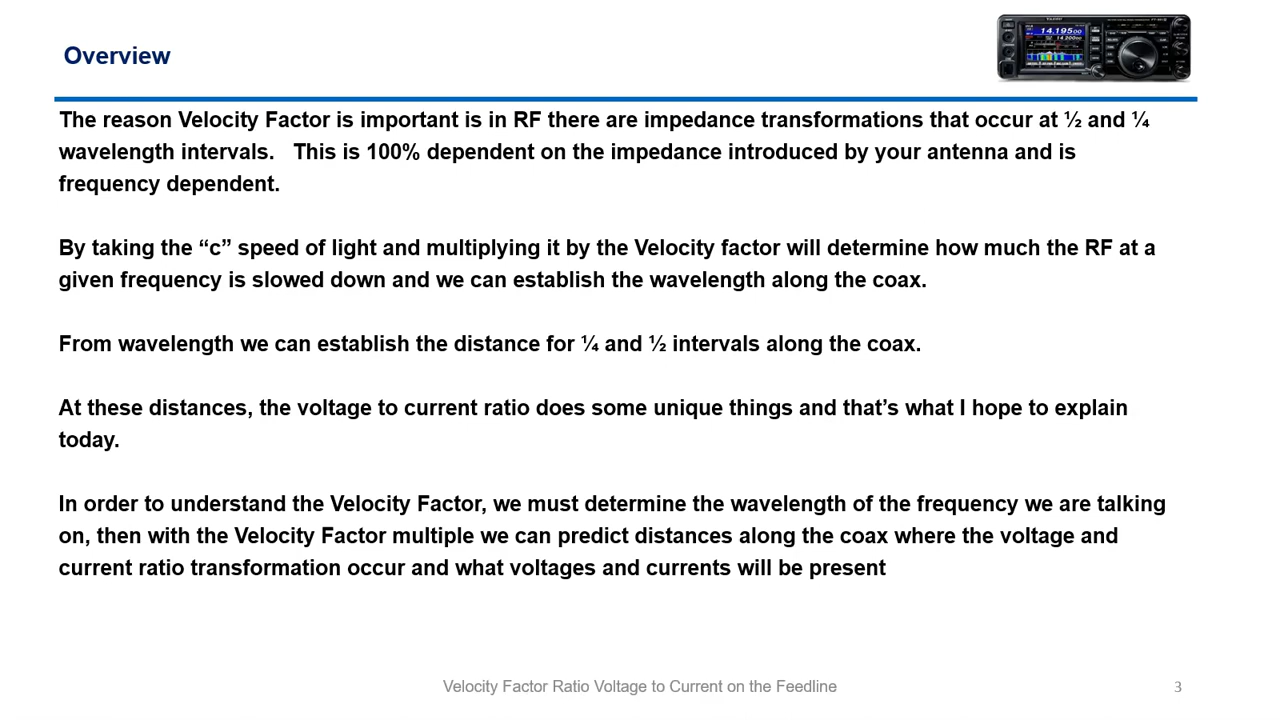 Overview
14.195.00
The reason Velocity Factor is important is in RF there are impedance transformations that occur at ½ and ¼
wavelength intervals.   This is 100% dependent on the impedance introduced by your antenna and is
frequency dependent.
By taking the “c” speed of light and multiplying it by the Velocity factor will determine how much the RF at a
given frequency is slowed down and we can establish the wavelength along the coax.
From wavelength we can establish the distance for ¼ and ½ intervals along the coax.
At these distances, the voltage to current ratio does some unique things and that’s what I hope to explain
today.
In order to understand the Velocity Factor, we must determine the wavelength of the frequency we are talking
on, then with the Velocity Factor multiple we can predict distances along the coax where the voltage and
current ratio transformation occur and what voltages and currents will be present
Velocity Factor Ratio Voltage to Current on the Feedline
3